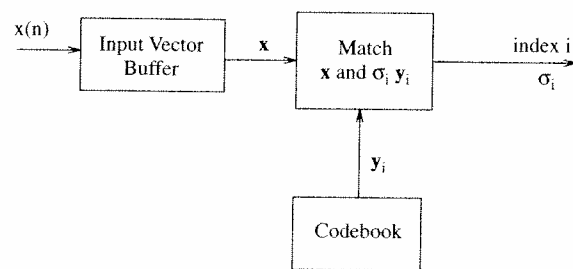 x(n)
Input Vector
Buffer
x
Match
x and σᵢ yᵢ
index i
σᵢ
yᵢ
Codebook